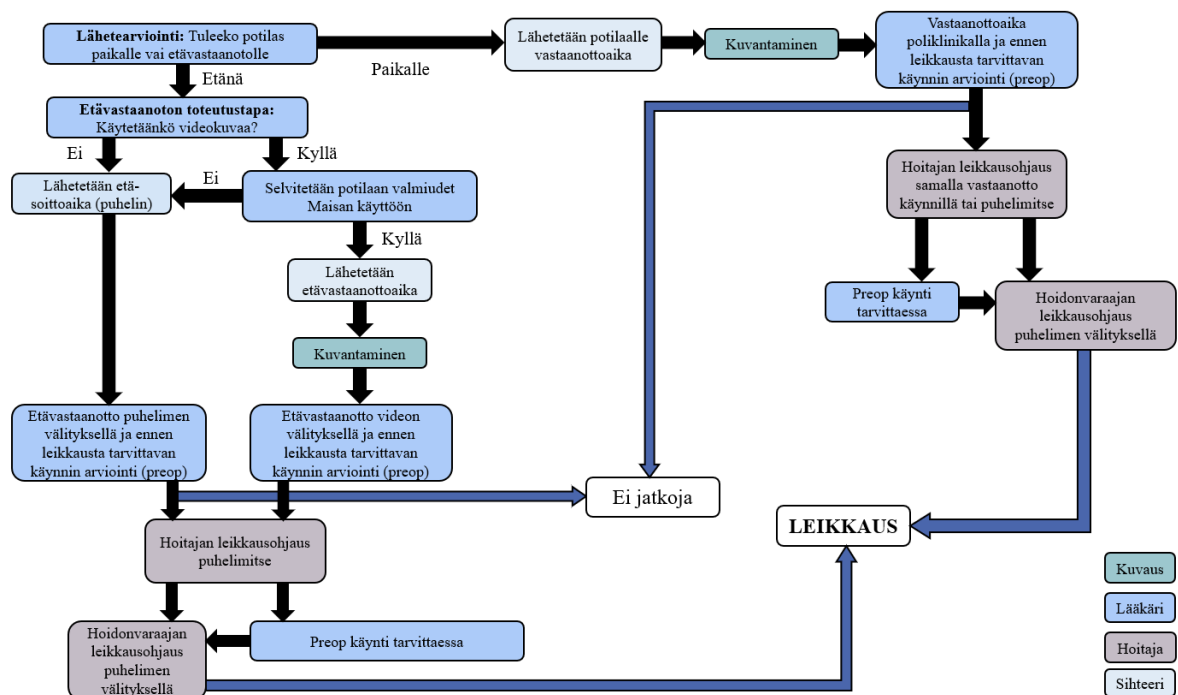 Lähetearviointi: Tuleeko potilas
paikalle vai etävastaanotolle
Paikalle
Lähetetään potilaalle
vastaanottoaika
Kuvantaminen
Vastaanottoaika
poliklinikalla ja ennen
leikkausta tarvittavan
käynnin arviointi (preop)
Etänä
Etävastaanoton toteutustapa:
Käytetäänkö videokuvaa?
Ei
Kyllä
Lähetetään etä-
soittoaika (puhelin)
Ei
Selvitetään potilaan valmiudet
Maisan käyttöön
Kyllä
Lähetetään
etävastaanottoaika
Kuvantaminen
Hoitajan leikkausohjaus
samalla vastaanotto
käynnillä tai puhelimitse
Preop käynti
tarvittaessa
Hoidonvaraajan
leikkausohjaus
puhelimen välityksellä
Etävastaanotto puhelimen
välityksellä ja ennen
leikkausta tarvittavan
käynnin arviointi (preop)
Etävastaanotto videon
välityksellä ja ennen
leikkausta tarvittavan
käynnin arviointi (preop)
Ei jatkoja
LEIKKAUS
Hoitajan leikkausohjaus
puhelimitse
Hoidonvaraajan
leikkausohjaus
puhelimen
välityksellä
Preop käynti tarvittaessa
Kuvaus
Lääkäri
Hoitaja
Sihteeri